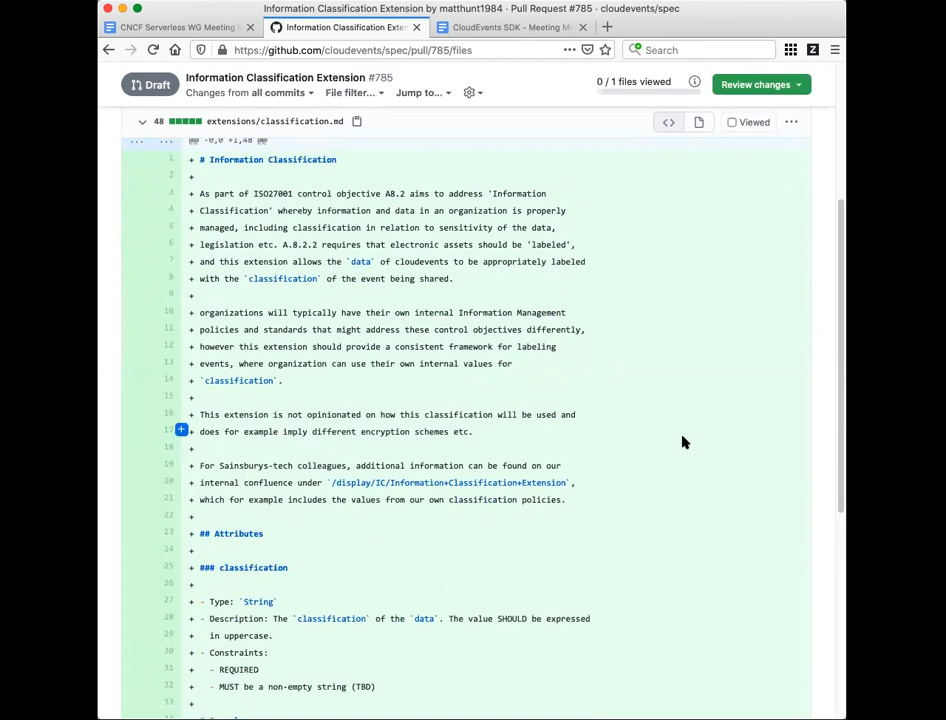 Information Classification Extension by matthunt1984 · Pull Request #785 · cloudevents/spec
CNCF Serverless WG Meeting
Information Classification Exten
CloudEvents SDK - Meeting Mi
https://github.com/cloudevents/spec/pull/785/files
Search
Draft
Information Classification Extension #785
Changes from all commits
File filter...
Jump to...
0 / 1 files viewed
Review changes
48 extensions/classification.md
Viewed
... ... @@ -0,0 +1,48 @@
1 + # Information Classification
2 +
3 + As part of ISO27001 control objective A8.2 aims to address 'Information
4 + Classification' whereby information and data in an organization is properly
5 + managed, including classification in relation to sensitivity of the data,
6 + legislation etc. A.8.2.2 requires that electronic assets should be 'labeled',
7 + and this extension allows the `data` of cloudevents to be appropriately labeled
8 + with the `classification` of the event being shared.
9 +
10 + organizations will typically have their own internal Information Management
11 + policies and standards that might address these control objectives differently,
12 + however this extension should provide a consistent framework for labeling
13 + events, where organization can use their own internal values for
14 + `classification`.
15 +
16 + This extension is not opinionated on how this classification will be used and
17 + does for example imply different encryption schemes etc.
18 +
19 + For Sainsburys-tech colleagues, additional information can be found on our
20 + internal confluence under `/display/IC/Information+Classification+Extension`,
21 + which for example includes the values from our own classification policies.
22 +
23 + ## Attributes
24 +
25 + ### classification
26 +
27 + - Type: `String`
28 + - Description: The `classification` of the `data`. The value SHOULD be expressed
29 + in uppercase.
30 + - Constraints:
31 + - REQUIRED
32 + - MUST be a non-empty string (TBD)
33 +